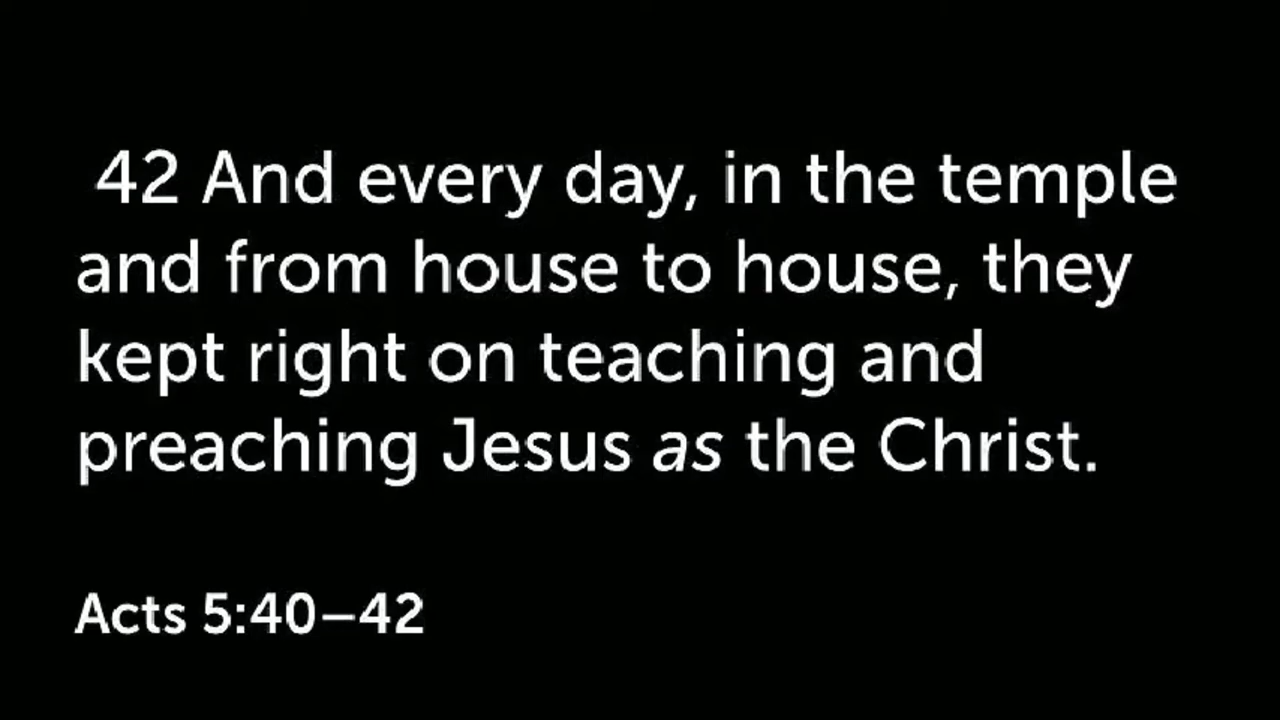 42 And every day, in the temple
and from house to house, they
kept right on teaching and
preaching Jesus as the Christ.
Acts 5:40–42